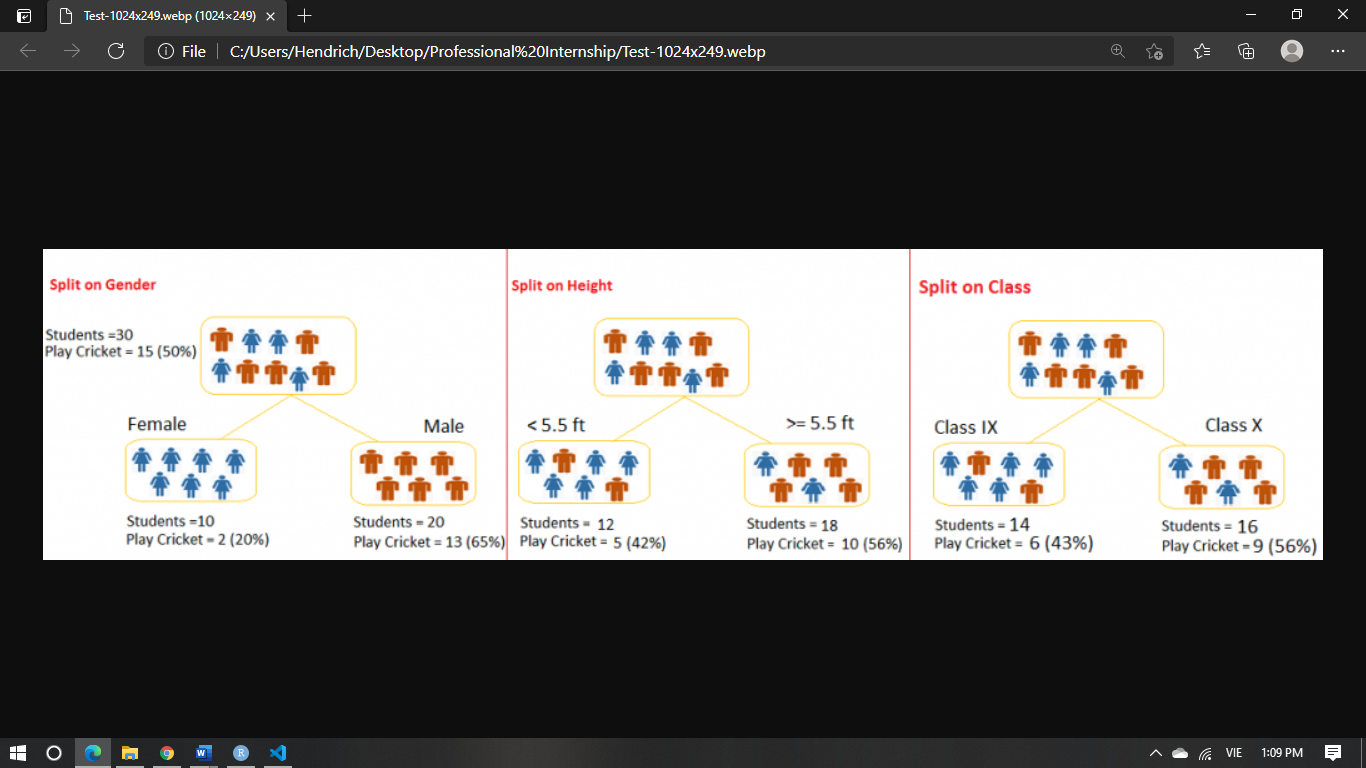 Test-1024x249.webp (1024×249)
File
C:/Users/Hendrich/Desktop/Professional%20Internship/Test-1024x249.webp
Split on Gender
Students =30
Play Cricket = 15 (50%)
Female
Male
Students =10
Play Cricket = 2 (20%)
Students = 20
Play Cricket = 13 (65%)
Split on Height
< 5.5 ft
>= 5.5 ft
Students = 12
Play Cricket = 5 (42%)
Students = 18
Play Cricket = 10 (56%)
Split on Class
Class IX
Class X
Students = 14
Play Cricket = 6 (43%)
Students = 16
Play Cricket = 9 (56%)
VIE
1:09 PM